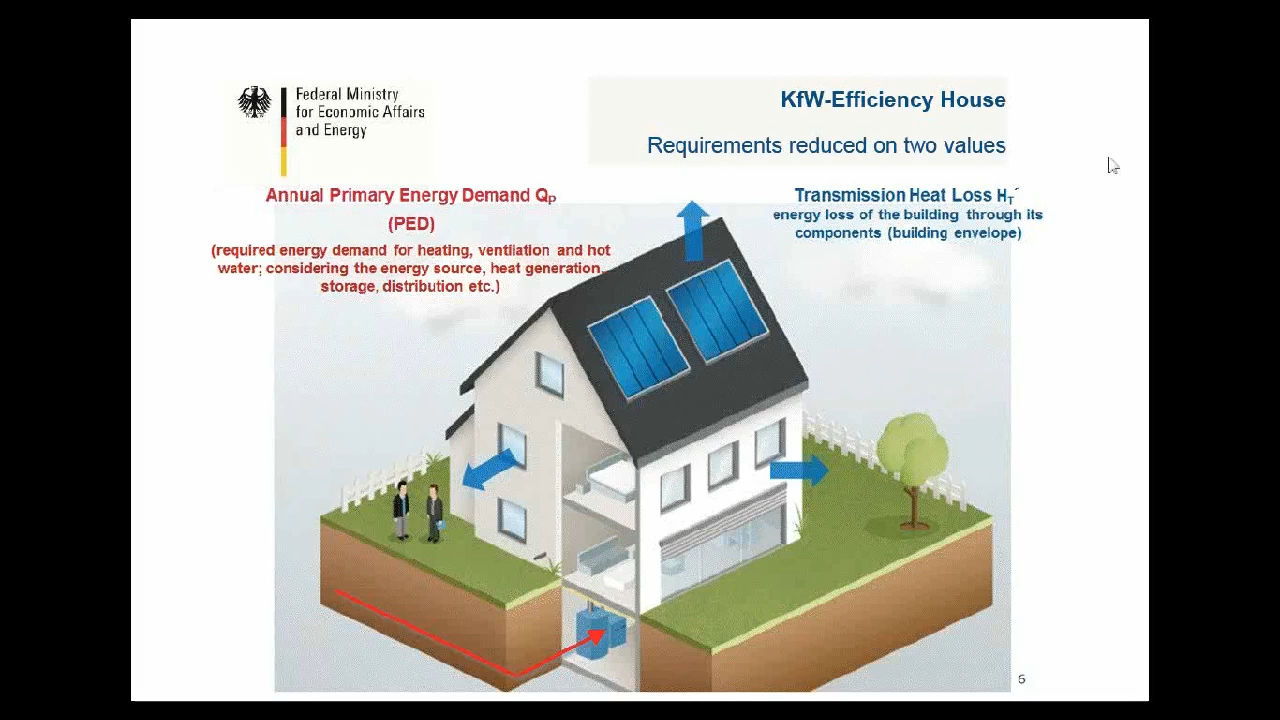 Federal Ministry
for Economic Affairs
and Energy
KfW-Efficiency House
Requirements reduced on two values
Annual Primary Energy Demand QP
(PED)
(required energy demand for heating, ventilation and hot
water; considering the energy source, heat generation,
storage, distribution etc.)
Transmission Heat Loss HT´
energy loss of the building through its
components (building envelope)
6